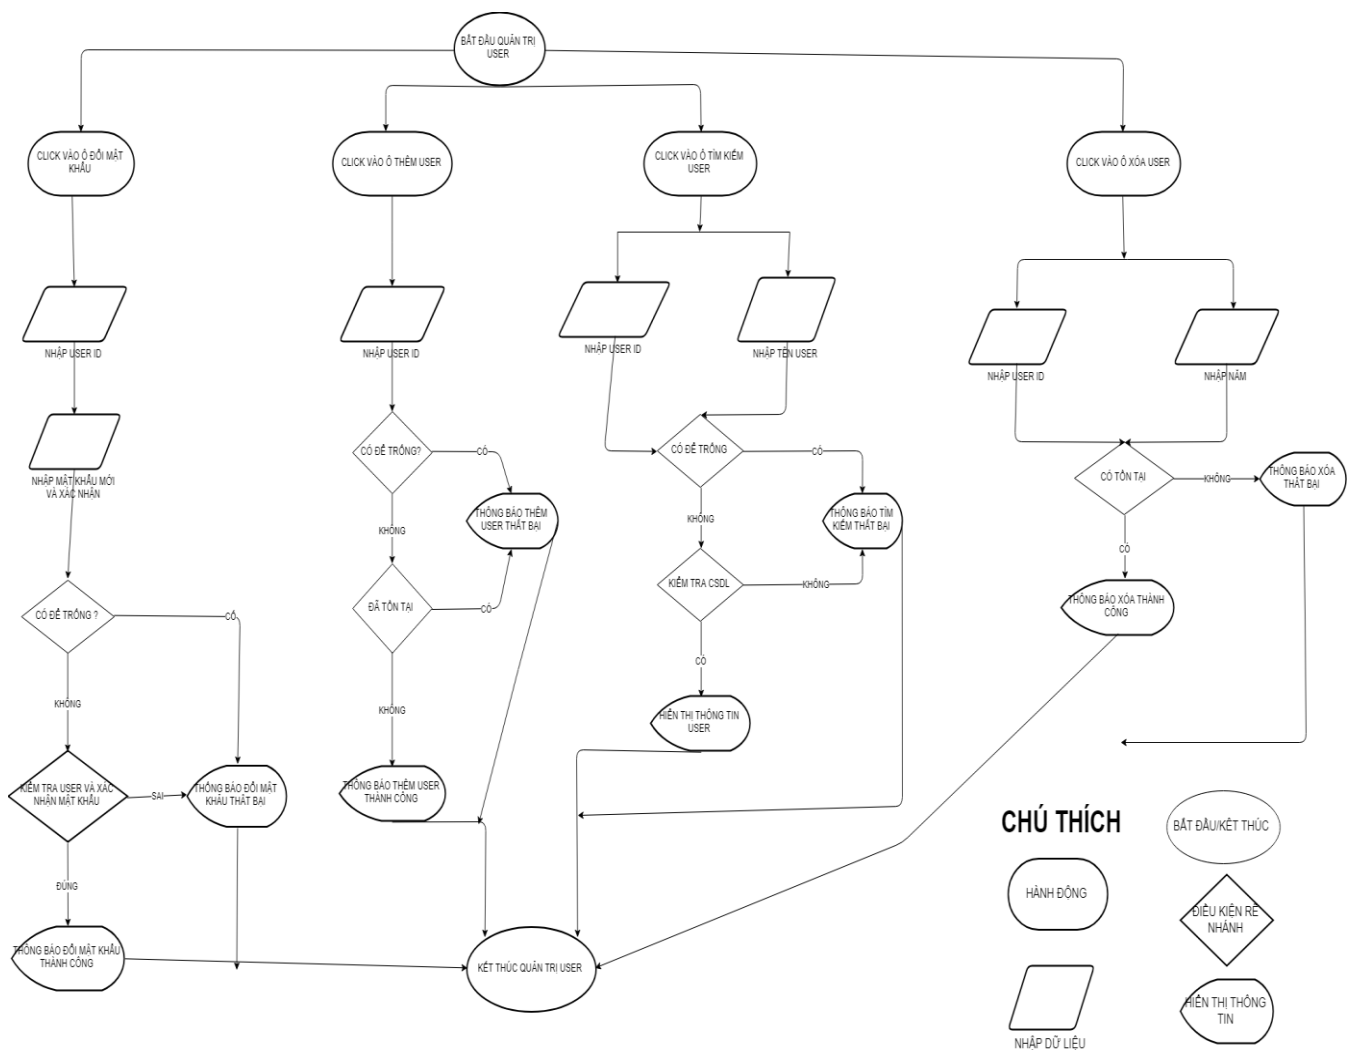 BẮT ĐẦU QUẢN TRỊ
USER
CLICK VÀO Ô ĐỔI MẬT
KHẨU
CLICK VÀO Ô THÊM USER
CLICK VÀO Ô TÌM KIẾM
USER
CLICK VÀO Ô XÓA USER
NHẬP USER ID
NHẬP USER ID
NHẬP USER ID
NHẬP TÊN USER
NHẬP USER ID
NHẬP NĂM
NHẬP MẬT KHẨU MỚI
VÀ XÁC NHẬN
CÓ ĐỂ TRỐNG?
CÓ
CÓ ĐỂ TRỐNG
CÓ
CÓ TỒN TẠI
KHÔNG
THÔNG BÁO XÓA
THẤT BẠI
THÔNG BÁO THÊM
USER THẤT BẠI
THÔNG BÁO TÌM
KIẾM THẤT BẠI
KHÔNG
KHÔNG
CÓ
ĐÃ TỒN TẠI
CÓ
KIỂM TRA CSDL
KHÔNG
THÔNG BÁO XÓA THÀNH
CÔNG
CÓ ĐỂ TRỐNG ?
CÓ
KHÔNG
KHÔNG
CÓ
HIỂN THỊ THÔNG TIN
USER
KIỂM TRA USER VÀ XÁC
NHẬN MẬT KHẨU
SAI
THÔNG BÁO ĐỔI MẬT
KHẨU THẤT BẠI
THÔNG BÁO THÊM USER
THÀNH CÔNG
ĐÚNG
THÔNG BÁO ĐỔI MẬT KHẨU
THÀNH CÔNG
KẾT THÚC QUẢN TRỊ USER
CHÚ THÍCH
BẮT ĐẦU/KẾT THÚC
HÀNH ĐỘNG
ĐIỀU KIỆN RẼ
NHÁNH
NHẬP DỮ LIỆU
HIỂN THỊ THÔNG
TIN